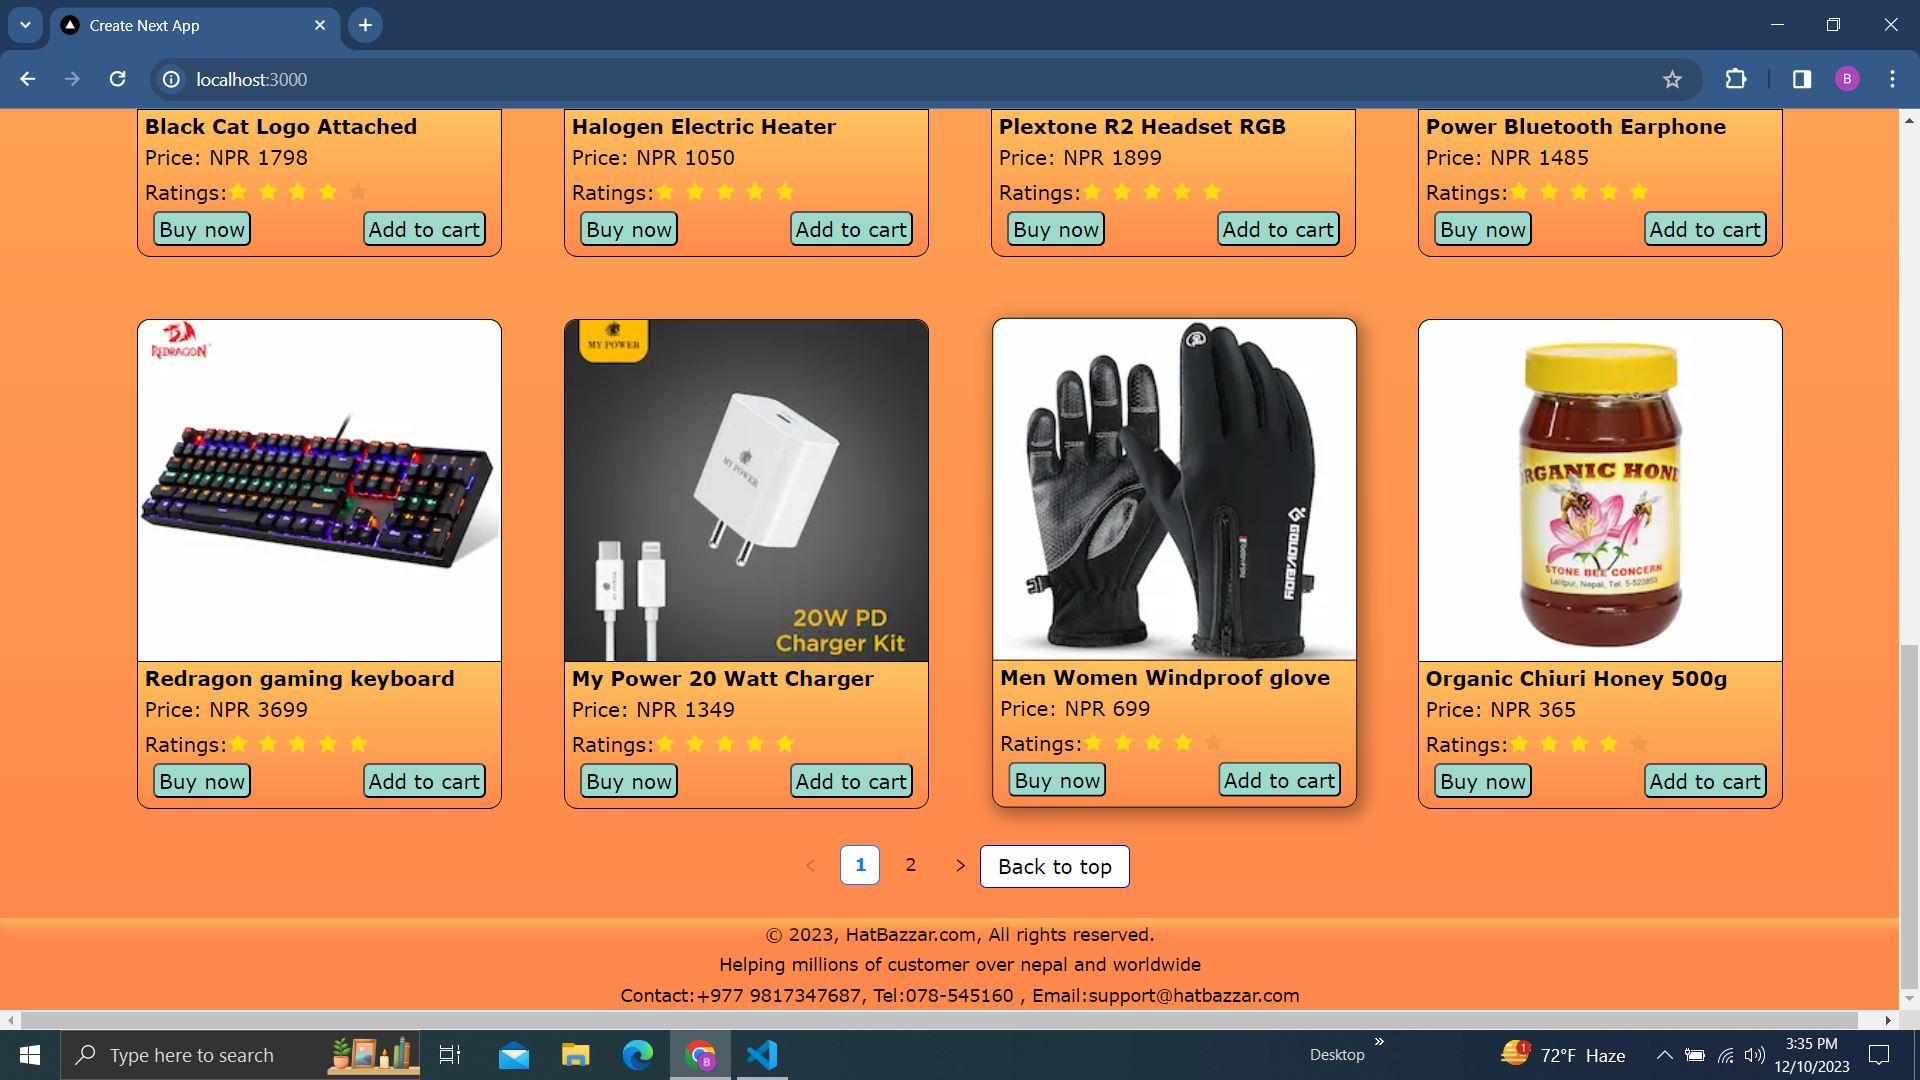 Create Next App
localhost:3000
B
Black Cat Logo Attached
Price: NPR 1798
Ratings:
Buy now
Add to cart
Halogen Electric Heater
Price: NPR 1050
Ratings:
Buy now
Add to cart
Plextone R2 Headset RGB
Price: NPR 1899
Ratings:
Buy now
Add to cart
Power Bluetooth Earphone
Price: NPR 1485
Ratings:
Buy now
Add to cart
REDRAGON
Redragon gaming keyboard
Price: NPR 3699
Ratings:
Buy now
Add to cart
MY POWER
MY POWER
20W PD
Charger Kit
My Power 20 Watt Charger
Price: NPR 1349
Ratings:
Buy now
Add to cart
Men Women Windproof glove
Price: NPR 699
Ratings:
Buy now
Add to cart
RGANIC HONE
STONE BEE CONCERN
Lalitpur, Nepal, Tel: 5-523853
Organic Chiuri Honey 500g
Price: NPR 365
Ratings:
Buy now
Add to cart
< 1 2 > Back to top
© 2023, HatBazzar.com, All rights reserved.
Helping millions of customer over nepal and worldwide
Contact:+977 9817347687, Tel:078-545160 , Email:support@hatbazzar.com
Type here to search
B
Desktop
»
1
72°F Haze
3:35 PM
12/10/2023